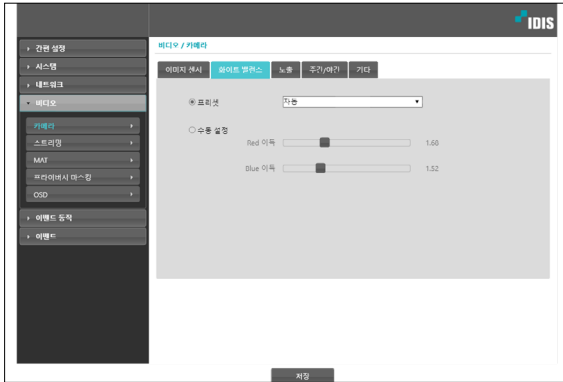 IDIS
간편 설정
시스템
네트워크
비디오
카메라
스트리밍
MAT
프라이버시 마스킹
OSD
이벤트 동작
이벤트
비디오 / 카메라
이미지 센서 화이트 밸런스 노출 주간/야간 기타
프리셋 자동
수동 설정
Red 이득 1.60
Blue 이득 1.52
저장